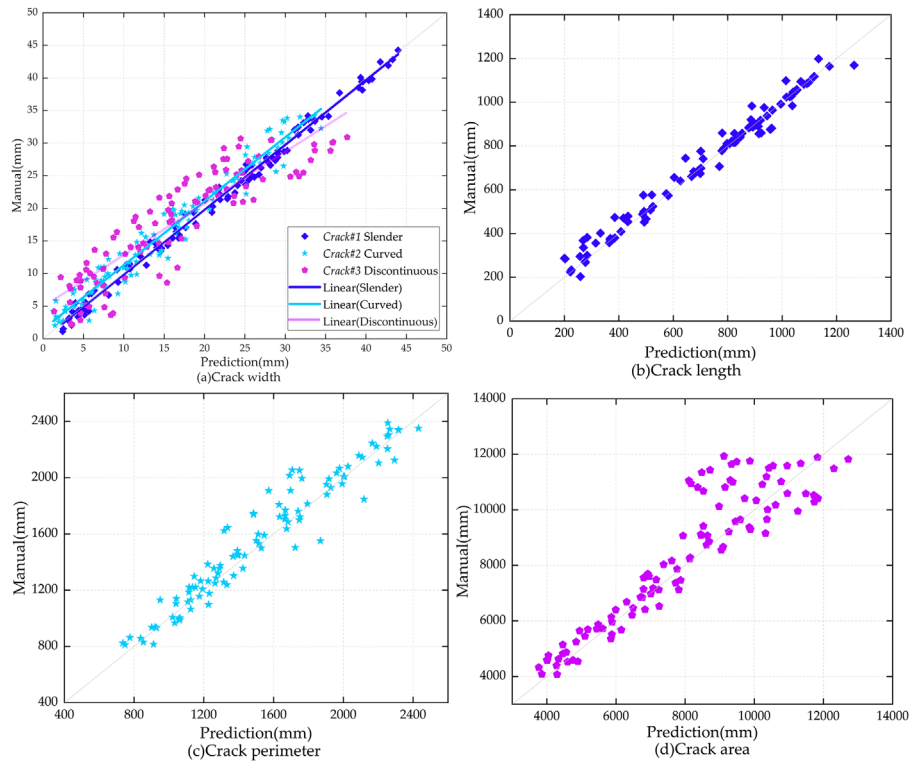 50
45
40
35
30
25
20
15
10
5
0
Manual(mm)
Crack#1 Slender
Crack#2 Curved
Crack#3 Discontinuous
Linear(Slender)
Linear(Curved)
Linear(Discontinuous)
0 5 10 15 20 25 30 35 40 45 50
Prediction(mm)
(a)Crack width
1400
1200
1000
800
600
400
200
0
Manual(mm)
0 200 400 600 800 1000 1200 1400
Prediction(mm)
(b)Crack length
2400
2000
1600
1200
800
400
Manual(mm)
400 800 1200 1600 2000 2400
Prediction(mm)
(c)Crack perimeter
14000
12000
10000
8000
6000
4000
Manual(mm)
4000 6000 8000 10000 12000 14000
Prediction(mm)
(d)Crack area